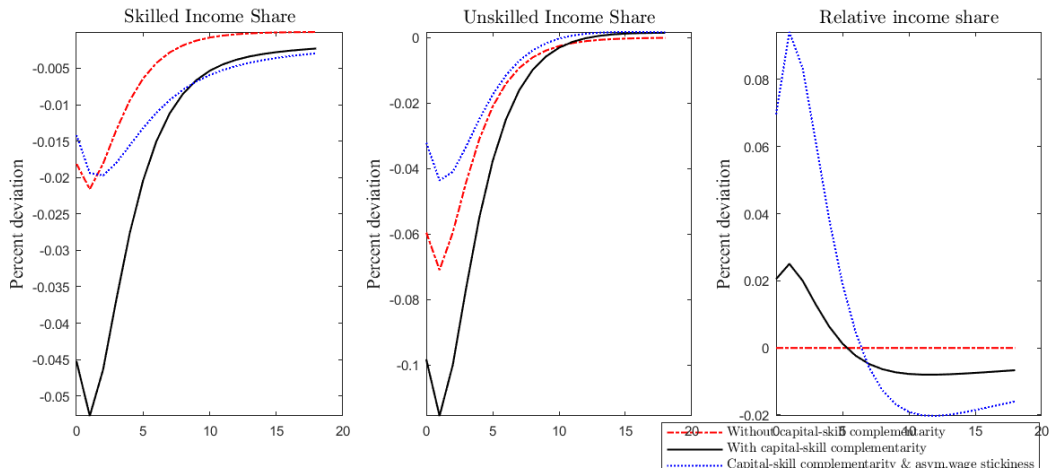 Skilled Income Share
Unskilled Income Share
Relative income share
Percent deviation
-0.005
-0.01
-0.015
-0.02
-0.025
-0.03
-0.035
-0.04
-0.045
-0.05
0 5 10 15 20
Percent deviation
0
-0.02
-0.04
-0.06
-0.08
-0.1
0 5 10 15 20
Percent deviation
0.08
0.06
0.04
0.02
0
-0.02
0 5 10 15 20
Without capital-skill complementarity
With capital-skill complementarity
Capital-skill complementarity & asym.wage stickiness